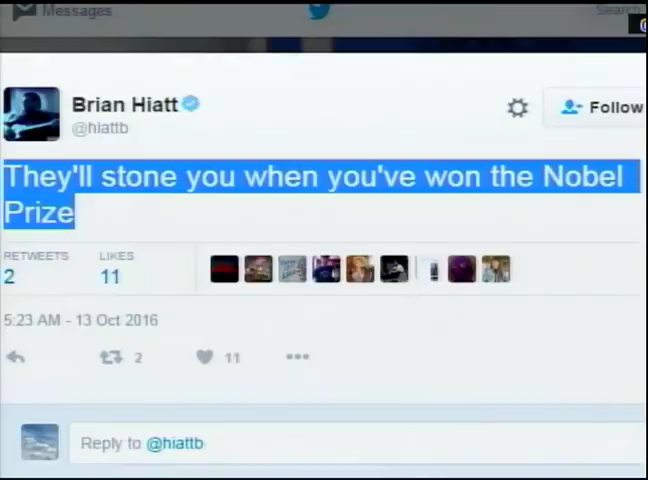 Messages
Search
Brian Hiatt
@hiattb
Follow
They'll stone you when you've won the Nobel
Prize
RETWEETS LIKES
2 11
5:23 AM - 13 Oct 2016
2 11 •••
Reply to @hiattb